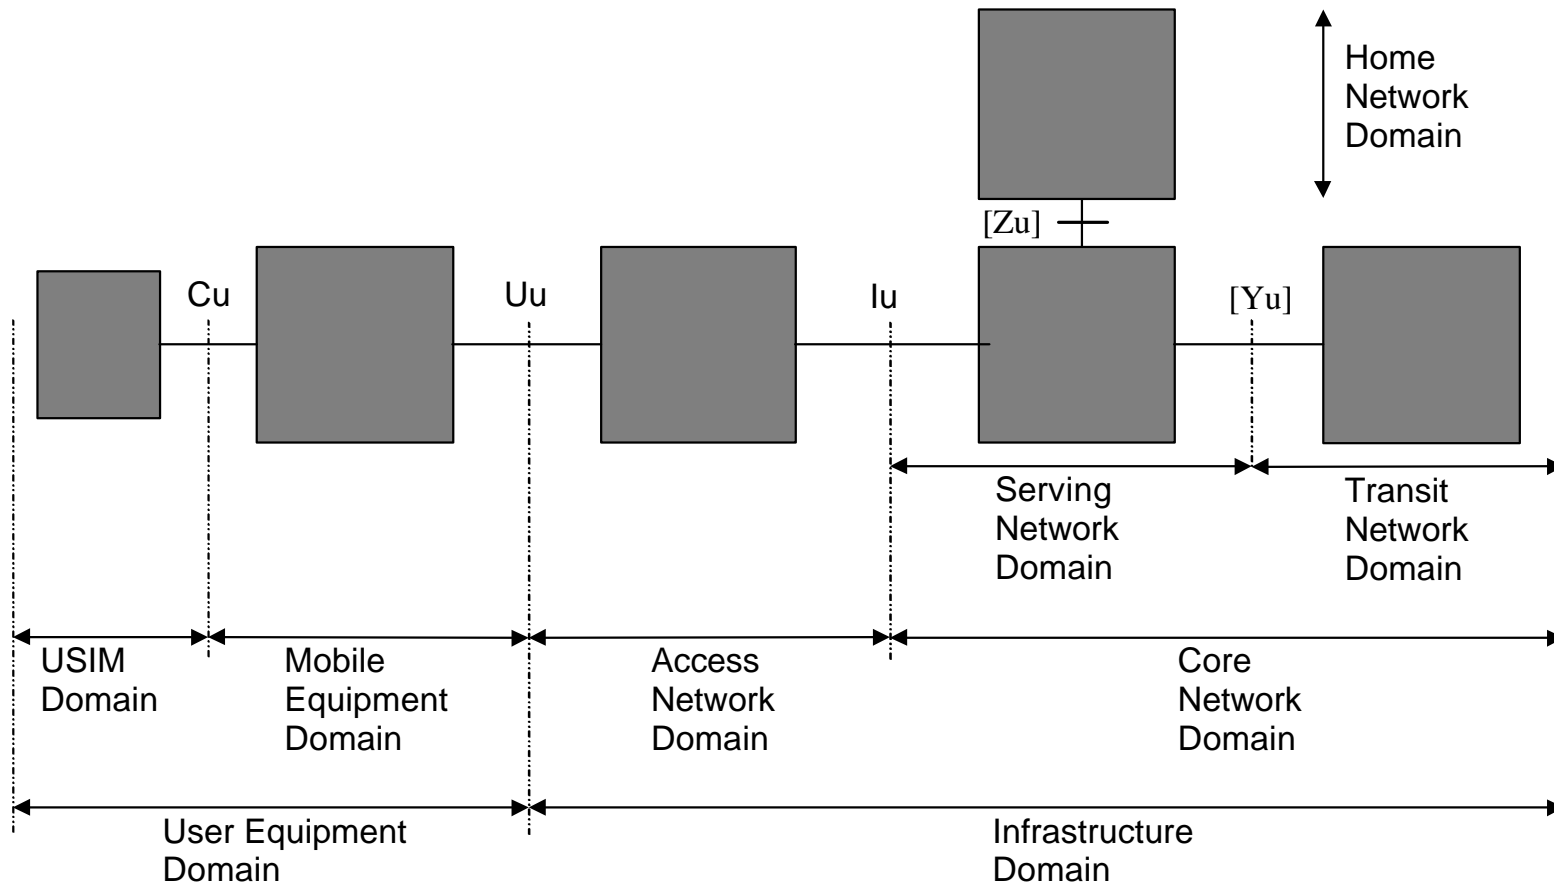 Home
Network
Domain
[Zu]
Cu
Uu
Iu
[Yu]
Serving
Network
Domain
Transit
Network
Domain
USIM
Domain
Mobile
Equipment
Domain
Access
Network
Domain
Core
Network
Domain
User Equipment
Domain
Infrastructure
Domain